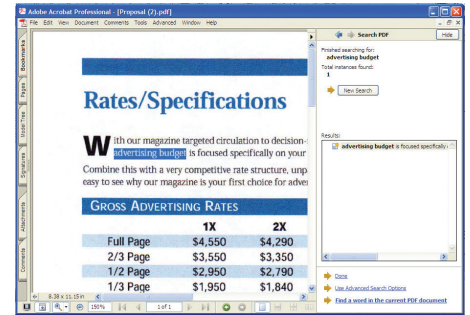 Adobe Acrobat Professional - [Proposal (2).pdf]
File Edit View Document Comments Tools Advanced Window Help
Bookmarks
Pages
Model Tree
Signatures
Attachments
Comments
Rates/Specifications
With our magazine targeted circulation to decision-
advertising budget is focused specifically on your
Combine this with a very competitive rate structure, unp
easy to see why our magazine is your first choice for adver
GROSS ADVERTISING RATES
1X 2X
Full Page $4,550 $4,290
2/3 Page $3,550 $3,350
1/2 Page $2,950 $2,790
1/3 Page $1,950 $1,840
8.38 x 11.15 in
150%
1 of 1
Search PDF
Hide
Finished searching for:
advertising budget
Total instances found:
1
New Search
Results:
advertising budget is focused specifically
Done
Use Advanced Search Options
Find a word in the current PDF document